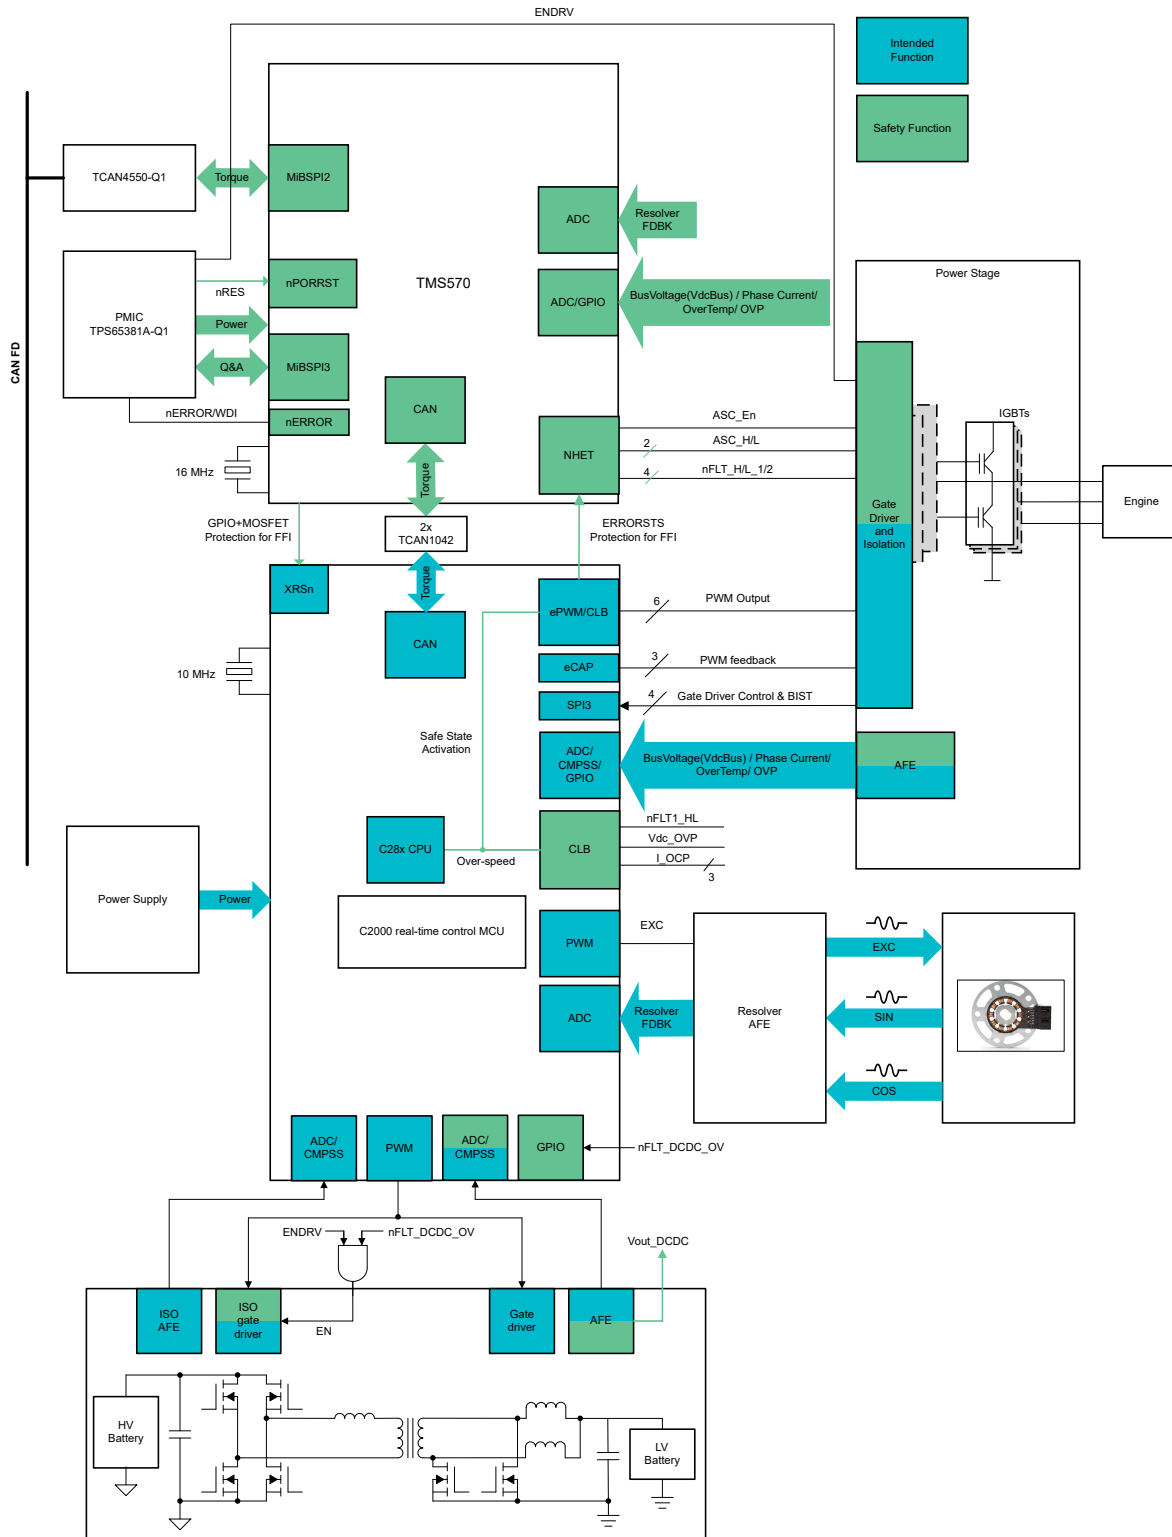 ENDRV
Intended
Function
Safety Function
CAN FD
TCAN4550-Q1
Torque
MiBSPI2
TMS570
ADC
Resolver
FDBK
PMIC
TPS65381A-Q1
nRES
nPORRST
Power
Q&A
MiBSPI3
nERROR/WDI
nERROR
16 MHz
ADC/GPIO
BusVoltage(VdcBus) / Phase Current/
OverTemp/ OVP
Power Stage
CAN
Torque
NHET
ASC_En
2
ASC_H/L
4
nFLT_H/L_1/2
IGBTs
Engine
Gate
Driver
and
Isolation
GPIO+MOSFET
Protection for FFI
2x
TCAN1042
ERRORSTS
Protection for FFI
XRSn
Torque
CAN
10 MHz
ePWM/CLB
6
PWM Output
eCAP
3
PWM feedback
SPI3
4
Gate Driver Control & BIST
Safe State
Activation
ADC/
CMPSS/
GPIO
BusVoltage(VdcBus) / Phase Current/
OverTemp/ OVP
AFE
C28x CPU
Over-speed
CLB
nFLT1_HL
Vdc_OVP
I_OCP
3
Power Supply
Power
C2000 real-time control MCU
PWM
EXC
ADC
Resolver
FDBK
Resolver
AFE
EXC
SIN
COS
ADC/
CMPSS
PWM
ADC/
CMPSS
GPIO
nFLT_DCDC_OV
ENDRV
nFLT_DCDC_OV
Vout_DCDC
ISO
AFE
ISO
gate
driver
EN
Gate
driver
AFE
HV
Battery
LV
Battery